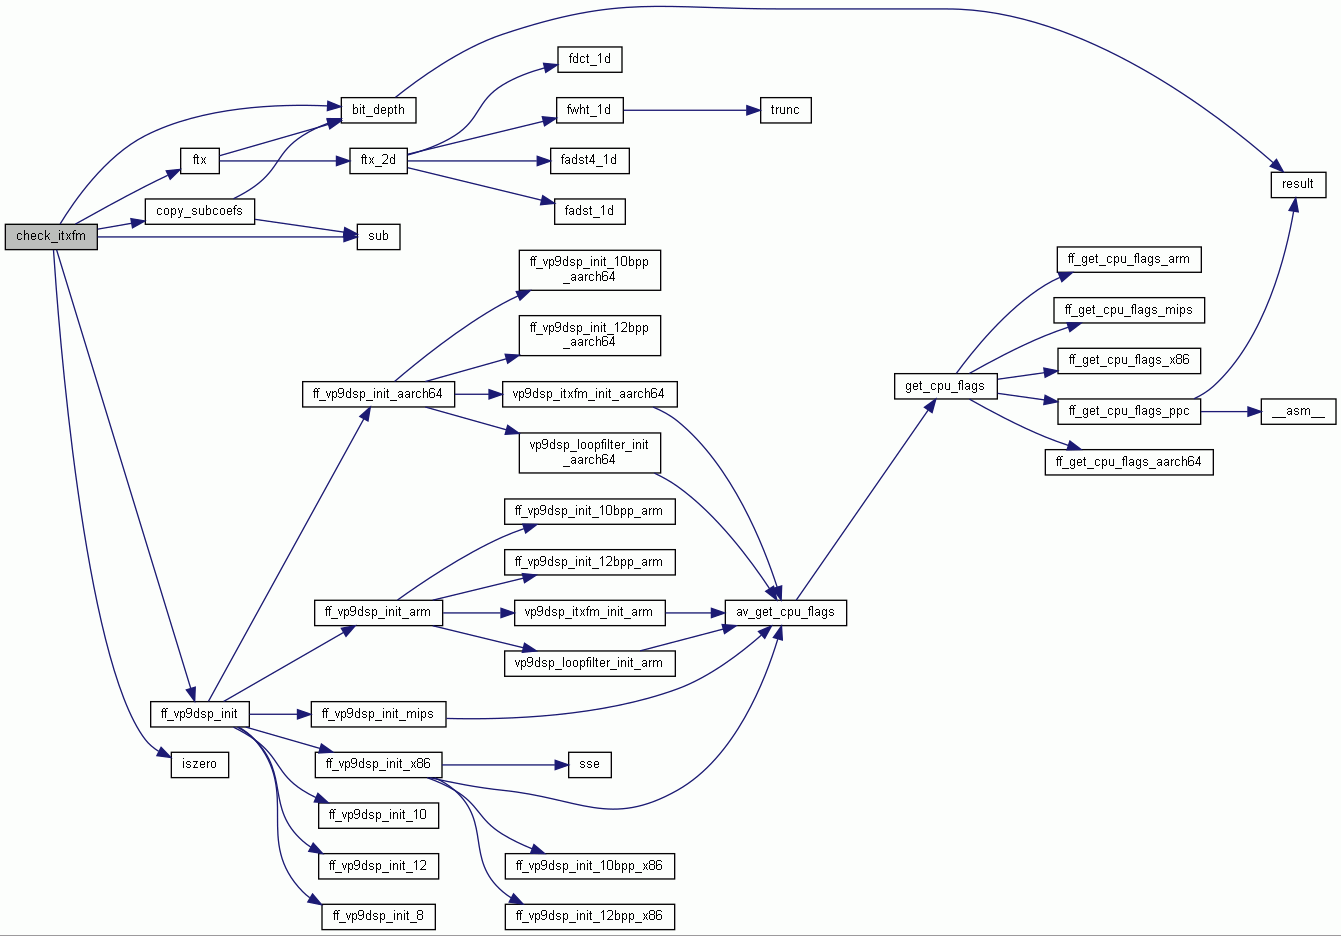 fdct_1d
bit_depth
fwht_1d
trunc
ftx
ftx_2d
fadst4_1d
result
copy_subcoefs
fadst_1d
check_itxfm
sub
ff_vp9dsp_init_10bpp
_aarch64
ff_get_cpu_flags_arm
ff_get_cpu_flags_mips
ff_vp9dsp_init_12bpp
_aarch64
ff_get_cpu_flags_x86
ff_vp9dsp_init_aarch64
vp9dsp_itxfm_init_aarch64
get_cpu_flags
ff_get_cpu_flags_ppc
__asm__
vp9dsp_loopfilter_init
_aarch64
ff_get_cpu_flags_aarch64
ff_vp9dsp_init_10bpp_arm
ff_vp9dsp_init_12bpp_arm
ff_vp9dsp_init_arm
vp9dsp_itxfm_init_arm
av_get_cpu_flags
vp9dsp_loopfilter_init_arm
ff_vp9dsp_init
ff_vp9dsp_init_mips
iszero
ff_vp9dsp_init_x86
sse
ff_vp9dsp_init_10
ff_vp9dsp_init_12
ff_vp9dsp_init_10bpp_x86
ff_vp9dsp_init_8
ff_vp9dsp_init_12bpp_x86